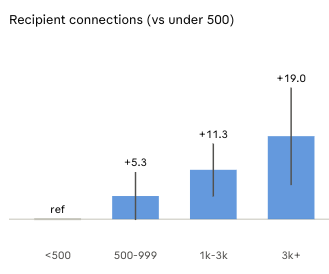 Recipient connections (vs under 500)
+19.0
+11.3
+5.3
ref
<500 500-999 1k-3k 3k+